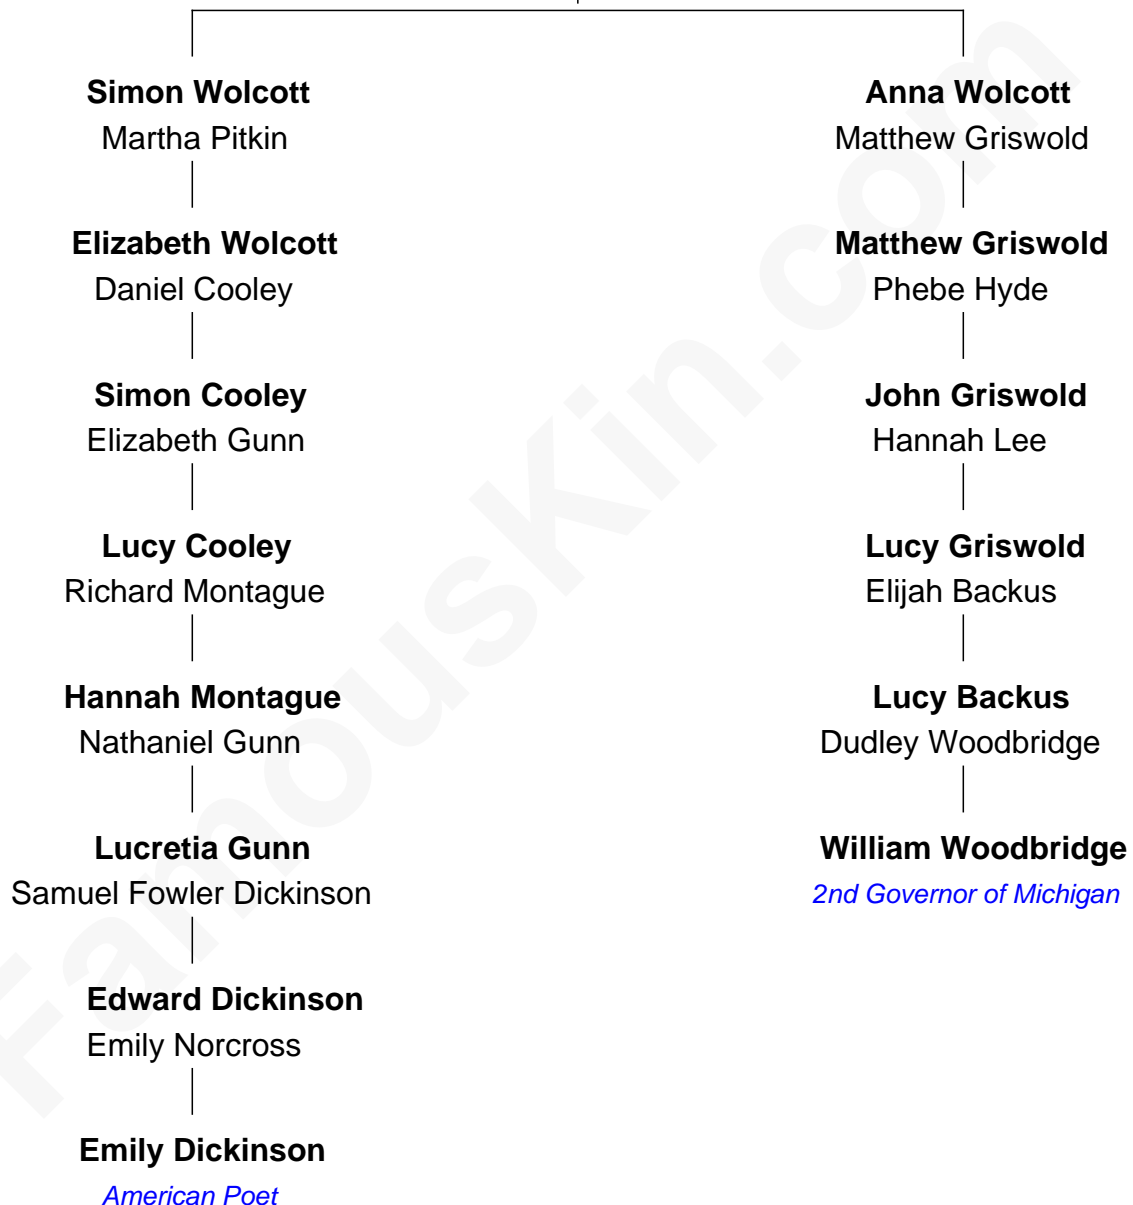 Simon Wolcott
Martha Pitkin
Elizabeth Wolcott
Daniel Cooley
Simon Cooley
Elizabeth Gunn
Lucy Cooley
Richard Montague
Hannah Montague
Nathaniel Gunn
Lucretia Gunn
Samuel Fowler Dickinson
Edward Dickinson
Emily Norcross
Emily Dickinson
American Poet
Anna Wolcott
Matthew Griswold
Matthew Griswold
Phebe Hyde
John Griswold
Hannah Lee
Lucy Griswold
Elijah Backus
Lucy Backus
Dudley Woodbridge
William Woodbridge
2nd Governor of Michigan
FamousKin.com